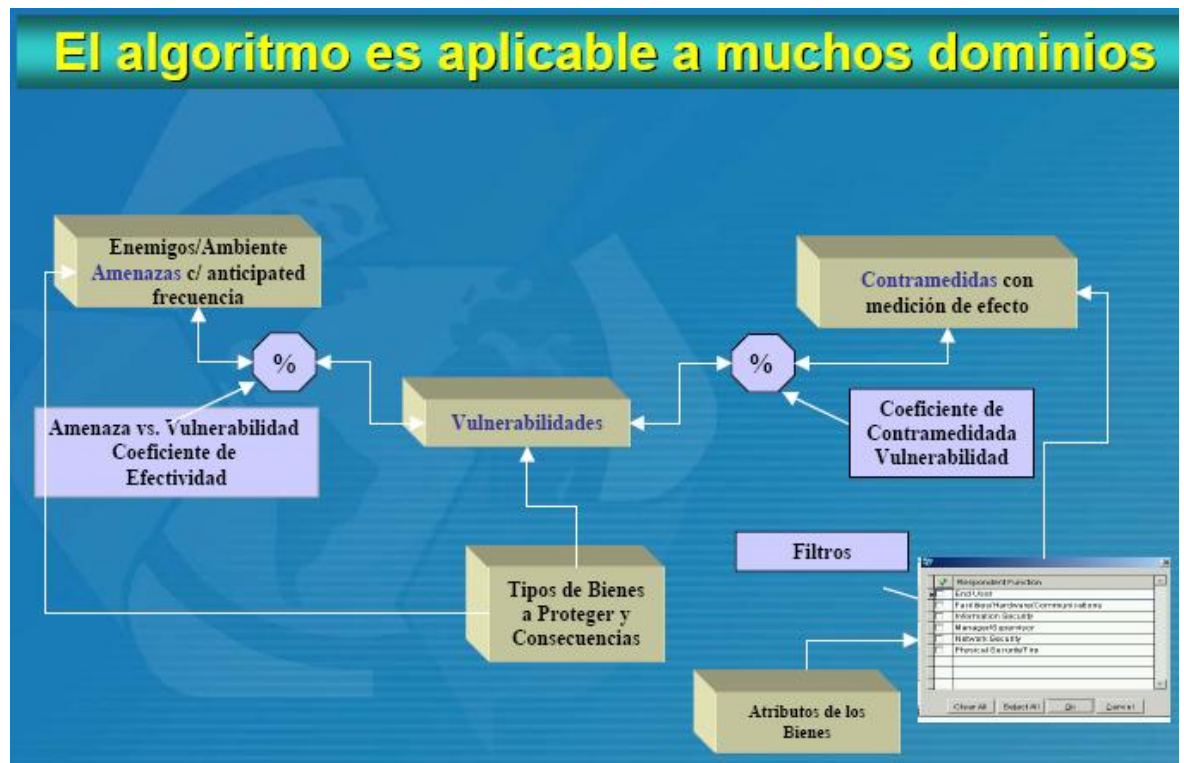 El algoritmo es aplicable a muchos dominios
Enemigos/Ambiente
Amenazas c/ anticipated
frecuencia
Contramedidas con
medición de efecto
%
%
Amenaza vs. Vulnerabilidad
Coeficiente de
Efectividad
Vulnerabilidades
Coeficiente de
Contramedidada
Vulnerabilidad
Filtros
Tipos de Bienes
a Proteger y
Consecuencias
Respondent Function
End User
Facilities/Hardware/Communications
Information Security
Manager/Supervisor
Network Security
Physical Security/Fire
Clear All Select All Ok Cancel
Atributos de los
Bienes